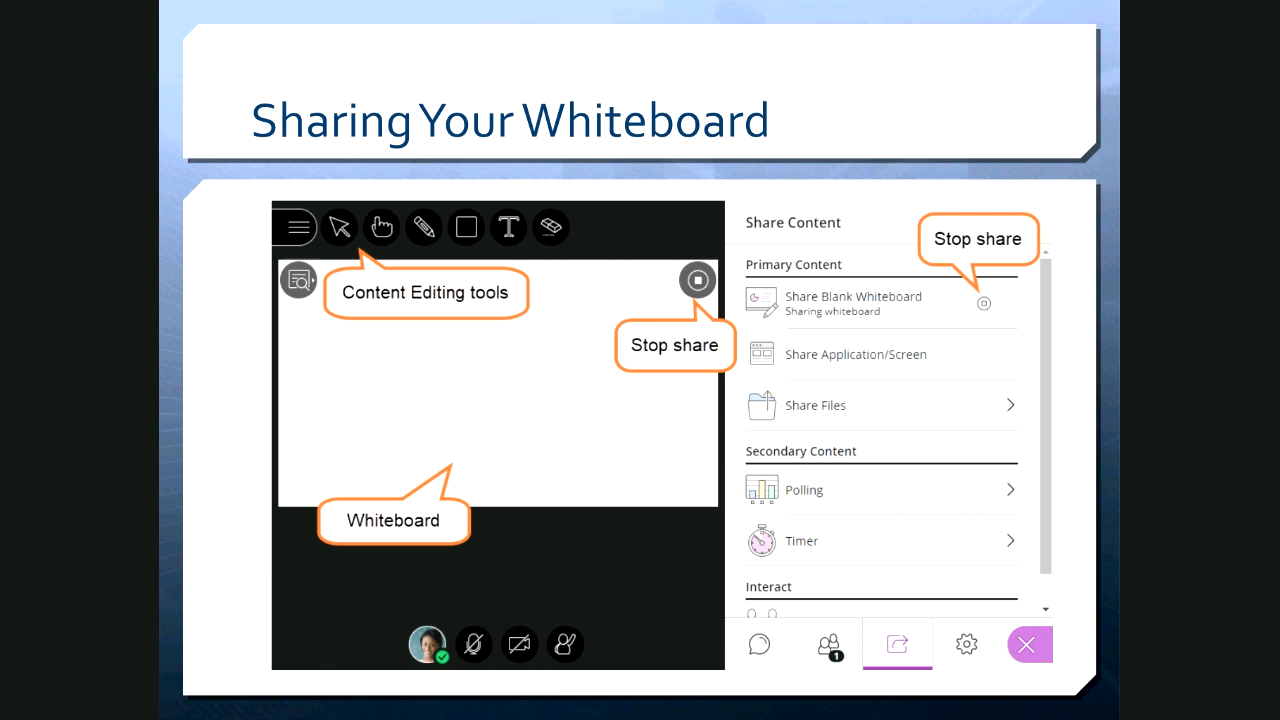 Sharing Your Whiteboard
T
Content Editing tools
Stop share
Whiteboard
Share Content
Stop share
Primary Content
Share Blank Whiteboard
Sharing whiteboard
Share Application/Screen
Share Files
Secondary Content
Polling
Timer
Interact
1